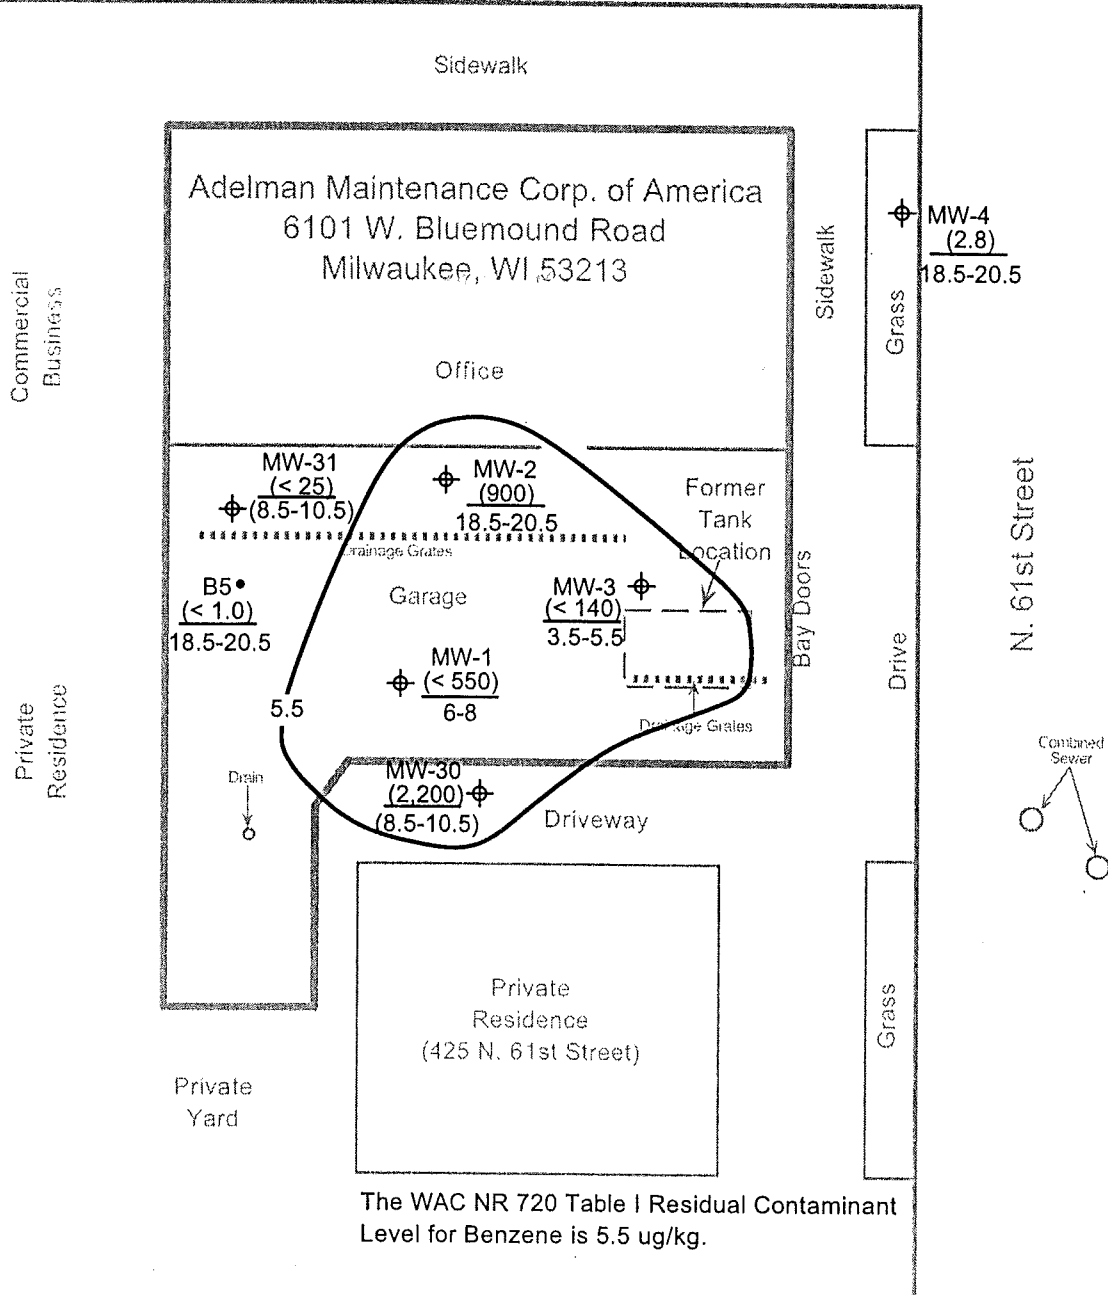 Sidewalk
Adelman Maintenance Corp. of America
6101 W. Bluemound Road
Milwaukee, WI 53213
MW-4
(2.8)
18.5-20.5
Sidewalk
Grass
Commercial
Business
Office
MW-31
(< 25)
(8.5-10.5)
MW-2
(900)
18.5-20.5
Former
Tank
Location
Drainage Grates
N. 61st Street
B5
(< 1.0)
18.5-20.5
Garage
MW-3
(< 140)
3.5-5.5
Bay Doors
Drive
MW-1
(< 550)
6-8
5.5
Drainage Grates
Private
Residence
Drain
MW-30
(2,200)
(8.5-10.5)
Driveway
Combined
Sewer
Private
Residence
(425 N. 61st Street)
Grass
Private
Yard
The WAC NR 720 Table I Residual Contaminant
Level for Benzene is 5.5 ug/kg.